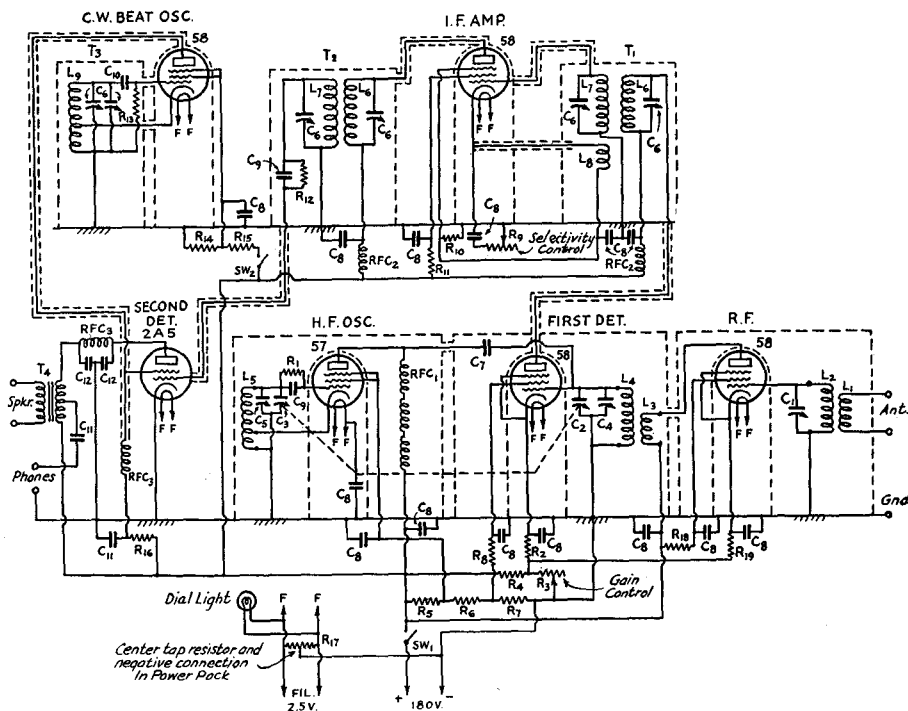 C.W. BEAT OSC.
I.F. AMP.
58
58
T3
T2
T1
L9
C10
C6
R13
F F
L7
L6
C6
C6
F F
L7
L6
C6
C6
L8
C9
R12
C8
C8
R14
R15
SW2
C8
RFC2
C8
R10
R11
R9
Selectivity
Control
C8
RFC2
SECOND
DET.
2A5
RFC3
H.F. OSC.
FIRST DET.
R.F.
57
58
58
C7
T4
Spkr.
C12
C12
C11
F F
L5
R1
C9
C5
C3
F F
RFC1
F F
L4
L3
C2
C4
F F
L2
L1
C1
Ant.
Phones
RFC3
C8
C8
Gnd
C11
R16
C8
R8
C8
R2
C8
C8
R18
C8
R19
C8
R4
R3
Gain
Control
Dial Light
F
F
R5
R6
R7
R17
SW1
Center tap resistor and
negative connection
In Power Pack
FIL.
2.5V.
+
180V.
-